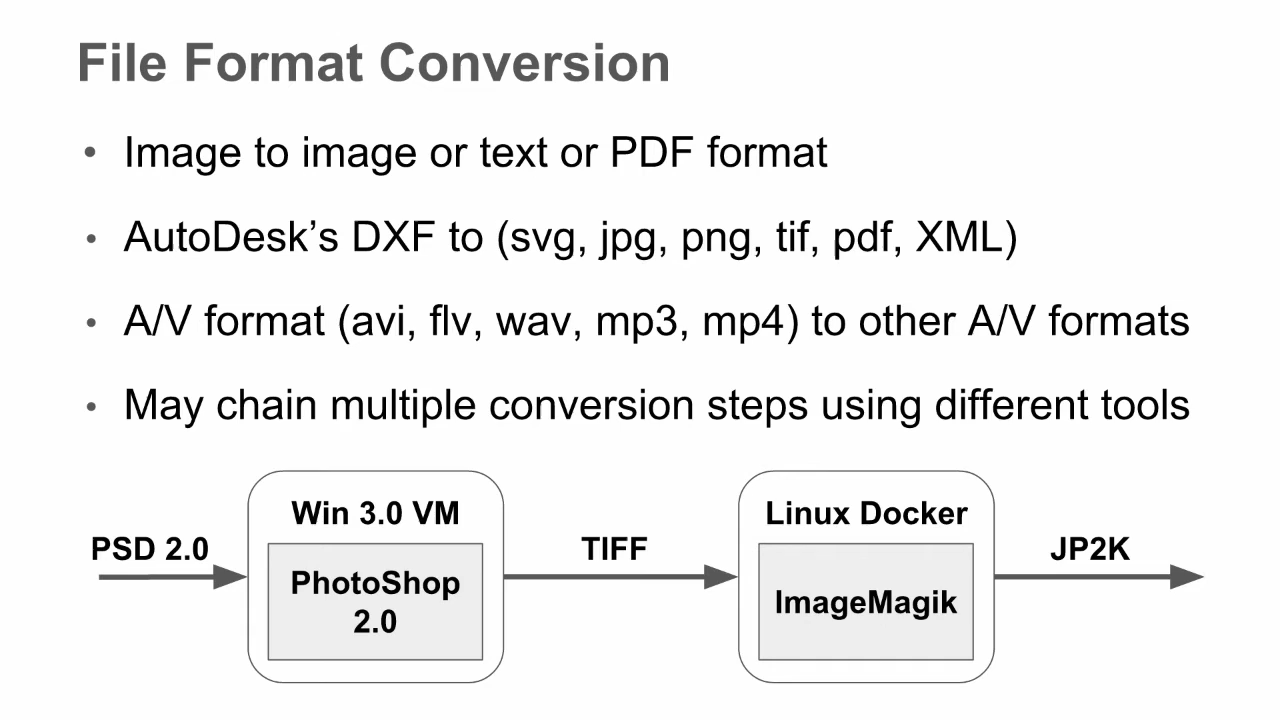 File Format Conversion
• Image to image or text or PDF format
• AutoDesk’s DXF to (svg, jpg, png, tif, pdf, XML)
• A/V format (avi, flv, wav, mp3, mp4) to other A/V formats
• May chain multiple conversion steps using different tools
PSD 2.0
Win 3.0 VM
PhotoShop
2.0
TIFF
Linux Docker
ImageMagik
JP2K